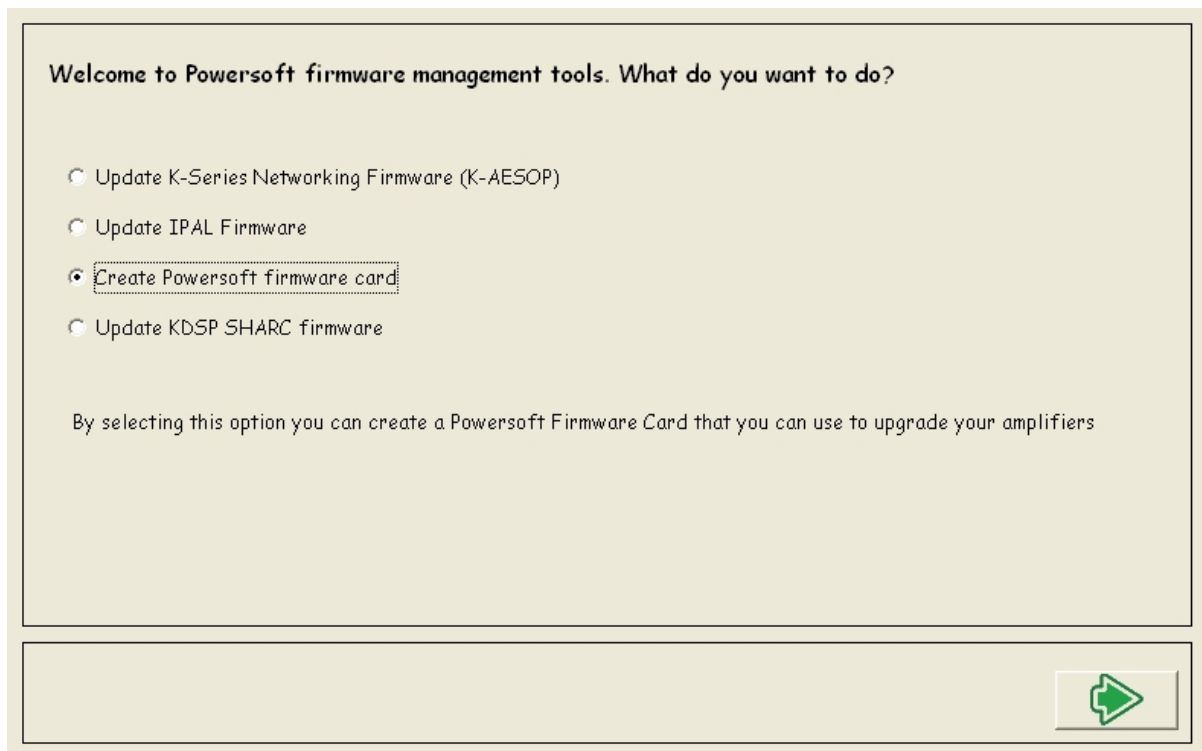 Welcome to Powersoft firmware management tools. What do you want to do?
Update K-Series Networking Firmware (K-AESOP)
Update IPAL Firmware
Create Powersoft firmware card
Update KDSP SHARC firmware
By selecting this option you can create a Powersoft Firmware Card that you can use to upgrade your amplifiers